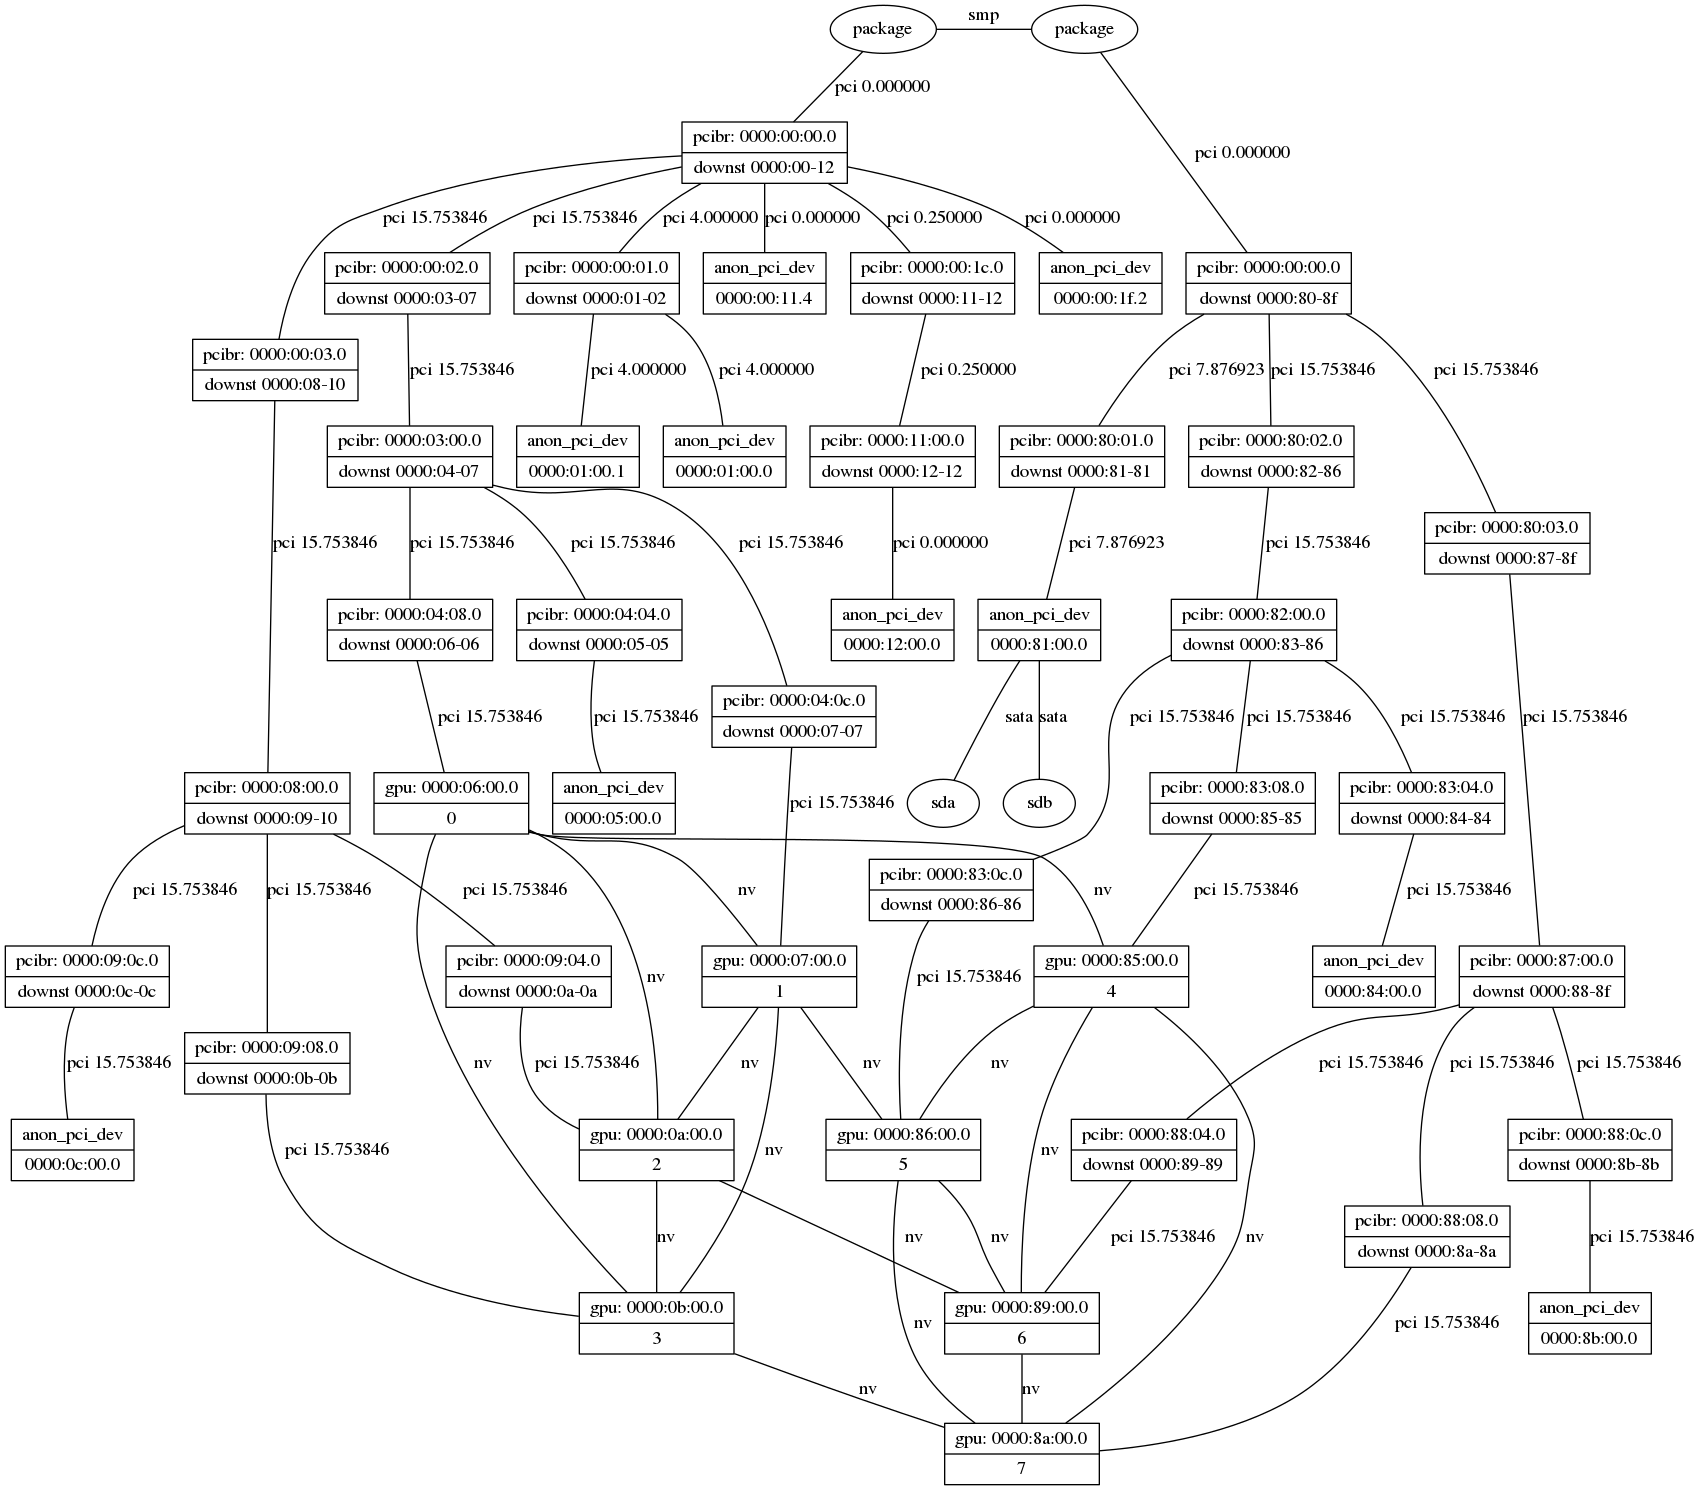 package
smp
package
pci 0.000000
pcibr: 0000:00:00.0
downst 0000:00-12
pci 0.000000
pci 15.753846
pci 15.753846
pci 4.000000
pci 0.000000
pci 0.250000
pci 0.000000
pcibr: 0000:00:02.0
downst 0000:03-07
pcibr: 0000:00:01.0
downst 0000:01-02
anon_pci_dev
0000:00:11.4
pcibr: 0000:00:1c.0
downst 0000:11-12
anon_pci_dev
0000:00:1f.2
pcibr: 0000:00:00.0
downst 0000:80-8f
pcibr: 0000:00:03.0
downst 0000:08-10
pci 15.753846
pci 4.000000
pci 4.000000
pci 0.250000
pci 7.876923
pci 15.753846
pci 15.753846
pcibr: 0000:03:00.0
downst 0000:04-07
anon_pci_dev
0000:01:00.1
anon_pci_dev
0000:01:00.0
pcibr: 0000:11:00.0
downst 0000:12-12
pcibr: 0000:80:01.0
downst 0000:81-81
pcibr: 0000:80:02.0
downst 0000:82-86
pcibr: 0000:80:03.0
downst 0000:87-8f
pci 15.753846
pci 15.753846
pci 15.753846
pci 15.753846
pci 0.000000
pci 7.876923
pci 15.753846
pcibr: 0000:04:08.0
downst 0000:06-06
pcibr: 0000:04:04.0
downst 0000:05-05
anon_pci_dev
0000:12:00.0
anon_pci_dev
0000:81:00.0
pcibr: 0000:82:00.0
downst 0000:83-86
pcibr: 0000:04:0c.0
downst 0000:07-07
pci 15.753846
pci 15.753846
sata
sata
pci 15.753846
pci 15.753846
pci 15.753846
pci 15.753846
pcibr: 0000:08:00.0
downst 0000:09-10
gpu: 0000:06:00.0
0
anon_pci_dev
0000:05:00.0
pci 15.753846
sda
sdb
pcibr: 0000:83:08.0
downst 0000:85-85
pcibr: 0000:83:04.0
downst 0000:84-84
pcibr: 0000:83:0c.0
downst 0000:86-86
pci 15.753846
pci 15.753846
pci 15.753846
nv
nv
pci 15.753846
pci 15.753846
pcibr: 0000:09:0c.0
downst 0000:0c-0c
pcibr: 0000:09:04.0
downst 0000:0a-0a
nv
gpu: 0000:07:00.0
1
pci 15.753846
gpu: 0000:85:00.0
4
anon_pci_dev
0000:84:00.0
pcibr: 0000:87:00.0
downst 0000:88-8f
pci 15.753846
pcibr: 0000:09:08.0
downst 0000:0b-0b
nv
pci 15.753846
nv
nv
nv
pci 15.753846
pci 15.753846
pci 15.753846
anon_pci_dev
0000:0c:00.0
pci 15.753846
gpu: 0000:0a:00.0
2
nv
gpu: 0000:86:00.0
5
nv
pcibr: 0000:88:04.0
downst 0000:89-89
pcibr: 0000:88:0c.0
downst 0000:8b-8b
pcibr: 0000:88:08.0
downst 0000:8a-8a
nv
nv
nv
pci 15.753846
nv
pci 15.753846
gpu: 0000:0b:00.0
3
nv
gpu: 0000:89:00.0
6
pci 15.753846
anon_pci_dev
0000:8b:00.0
nv
nv
gpu: 0000:8a:00.0
7